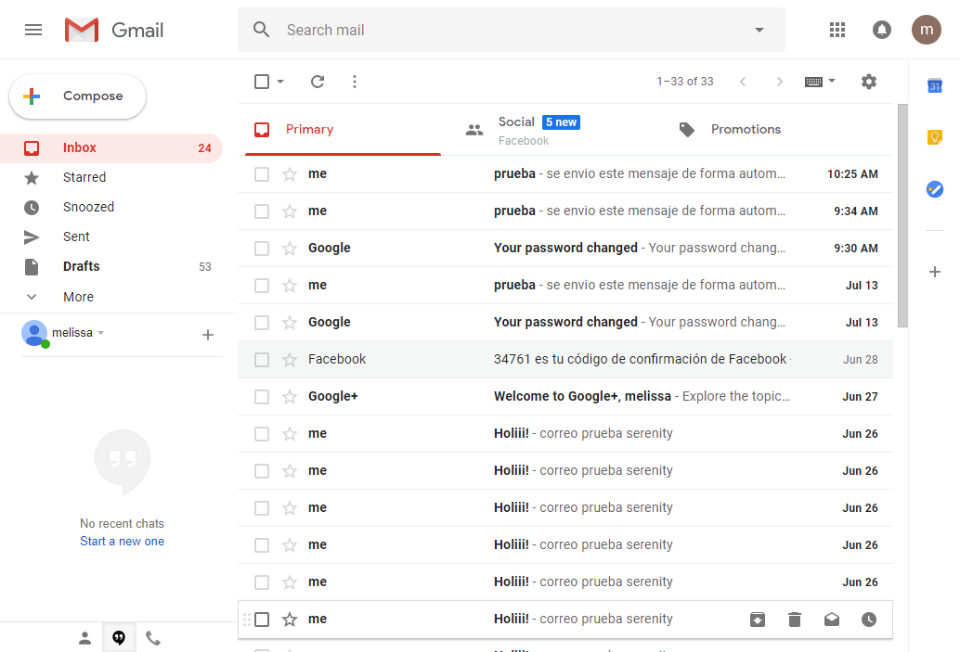 Gmail
Search mail
m
Compose
1–33 of 33
31
Inbox 24
Starred
Snoozed
Sent
Drafts 53
More
melissa
No recent chats
Start a new one
Primary
Social 5 new
Facebook
Promotions
me prueba - se envio este mensaje de forma autom… 10:25 AM
me prueba - se envio este mensaje de forma autom… 9:34 AM
Google Your password changed - Your password chang… 9:30 AM
me prueba - se envio este mensaje de forma autom… Jul 13
Google Your password changed - Your password chang… Jul 13
Facebook 34761 es tu código de confirmación de Facebook - Jun 28
Google+ Welcome to Google+, melissa - Explore the topic… Jun 27
me Holiii! - correo prueba serenity Jun 26
me Holiii! - correo prueba serenity Jun 26
me Holiii! - correo prueba serenity Jun 26
me Holiii! - correo prueba serenity Jun 26
me Holiii! - correo prueba serenity Jun 26
me Holiii! - correo prueba serenity